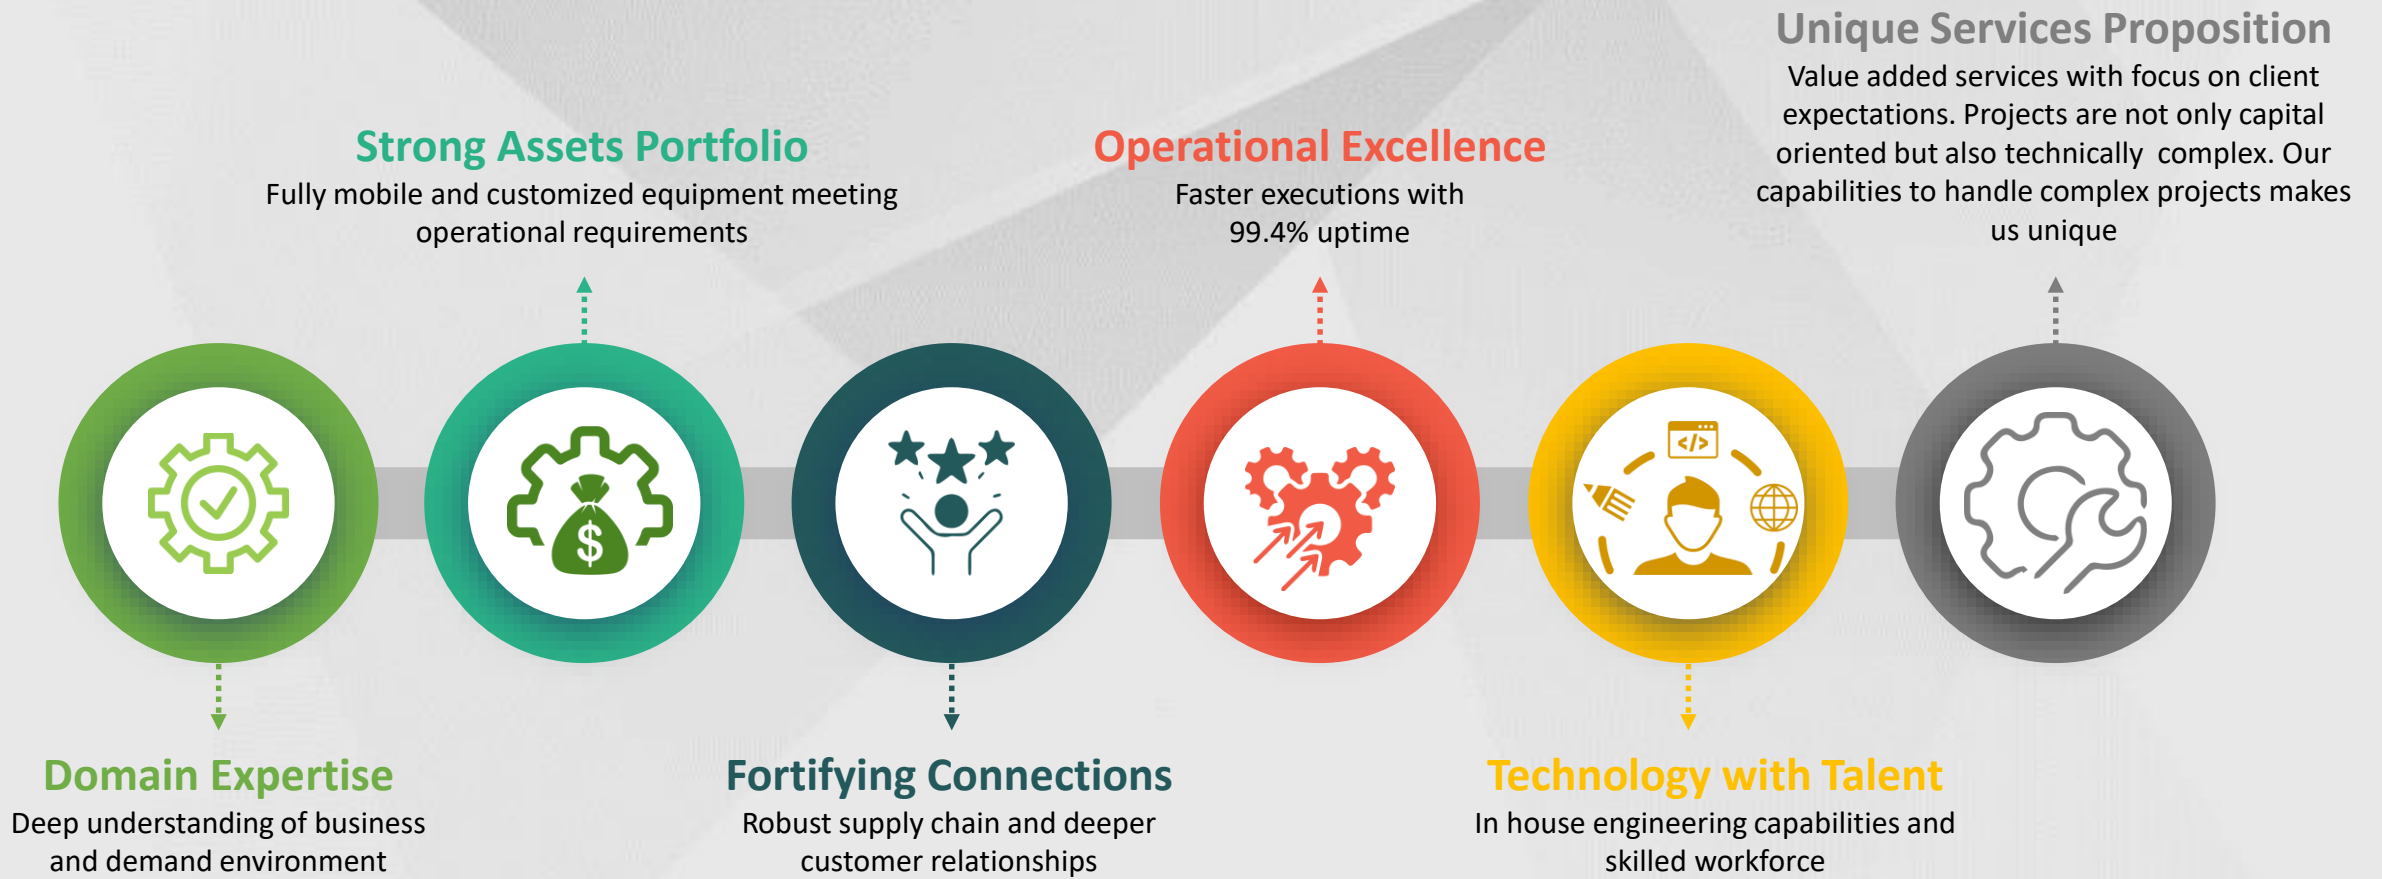 Unique Services Proposition
Value added services with focus on client
expectations. Projects are not only capital
oriented but also technically  complex. Our
capabilities to handle complex projects makes
us unique
Strong Assets Portfolio
Fully mobile and customized equipment meeting
operational requirements
Operational Excellence
Faster executions with
99.4% uptime
$
</>
Domain Expertise
Deep understanding of business
and demand environment
Fortifying Connections
Robust supply chain and deeper
customer relationships
Technology with Talent
In house engineering capabilities and
skilled workforce